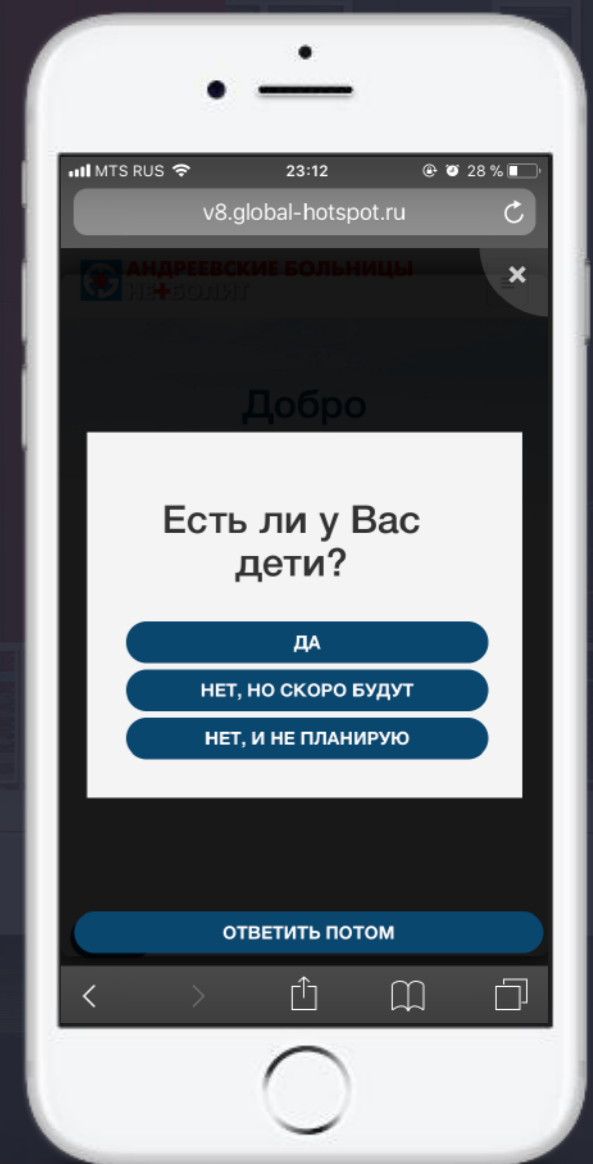 MTS RUS 23:12 28 %
v8.global-hotspot.ru
АНДРЕЕВСКИЕ БОЛЬНИЦЫ
НЕБОЛИТ
Добро
Есть ли у Вас
дети?
ДА
НЕТ, НО СКОРО БУДУТ
НЕТ, И НЕ ПЛАНИРУЮ
ОТВЕТИТЬ ПОТОМ